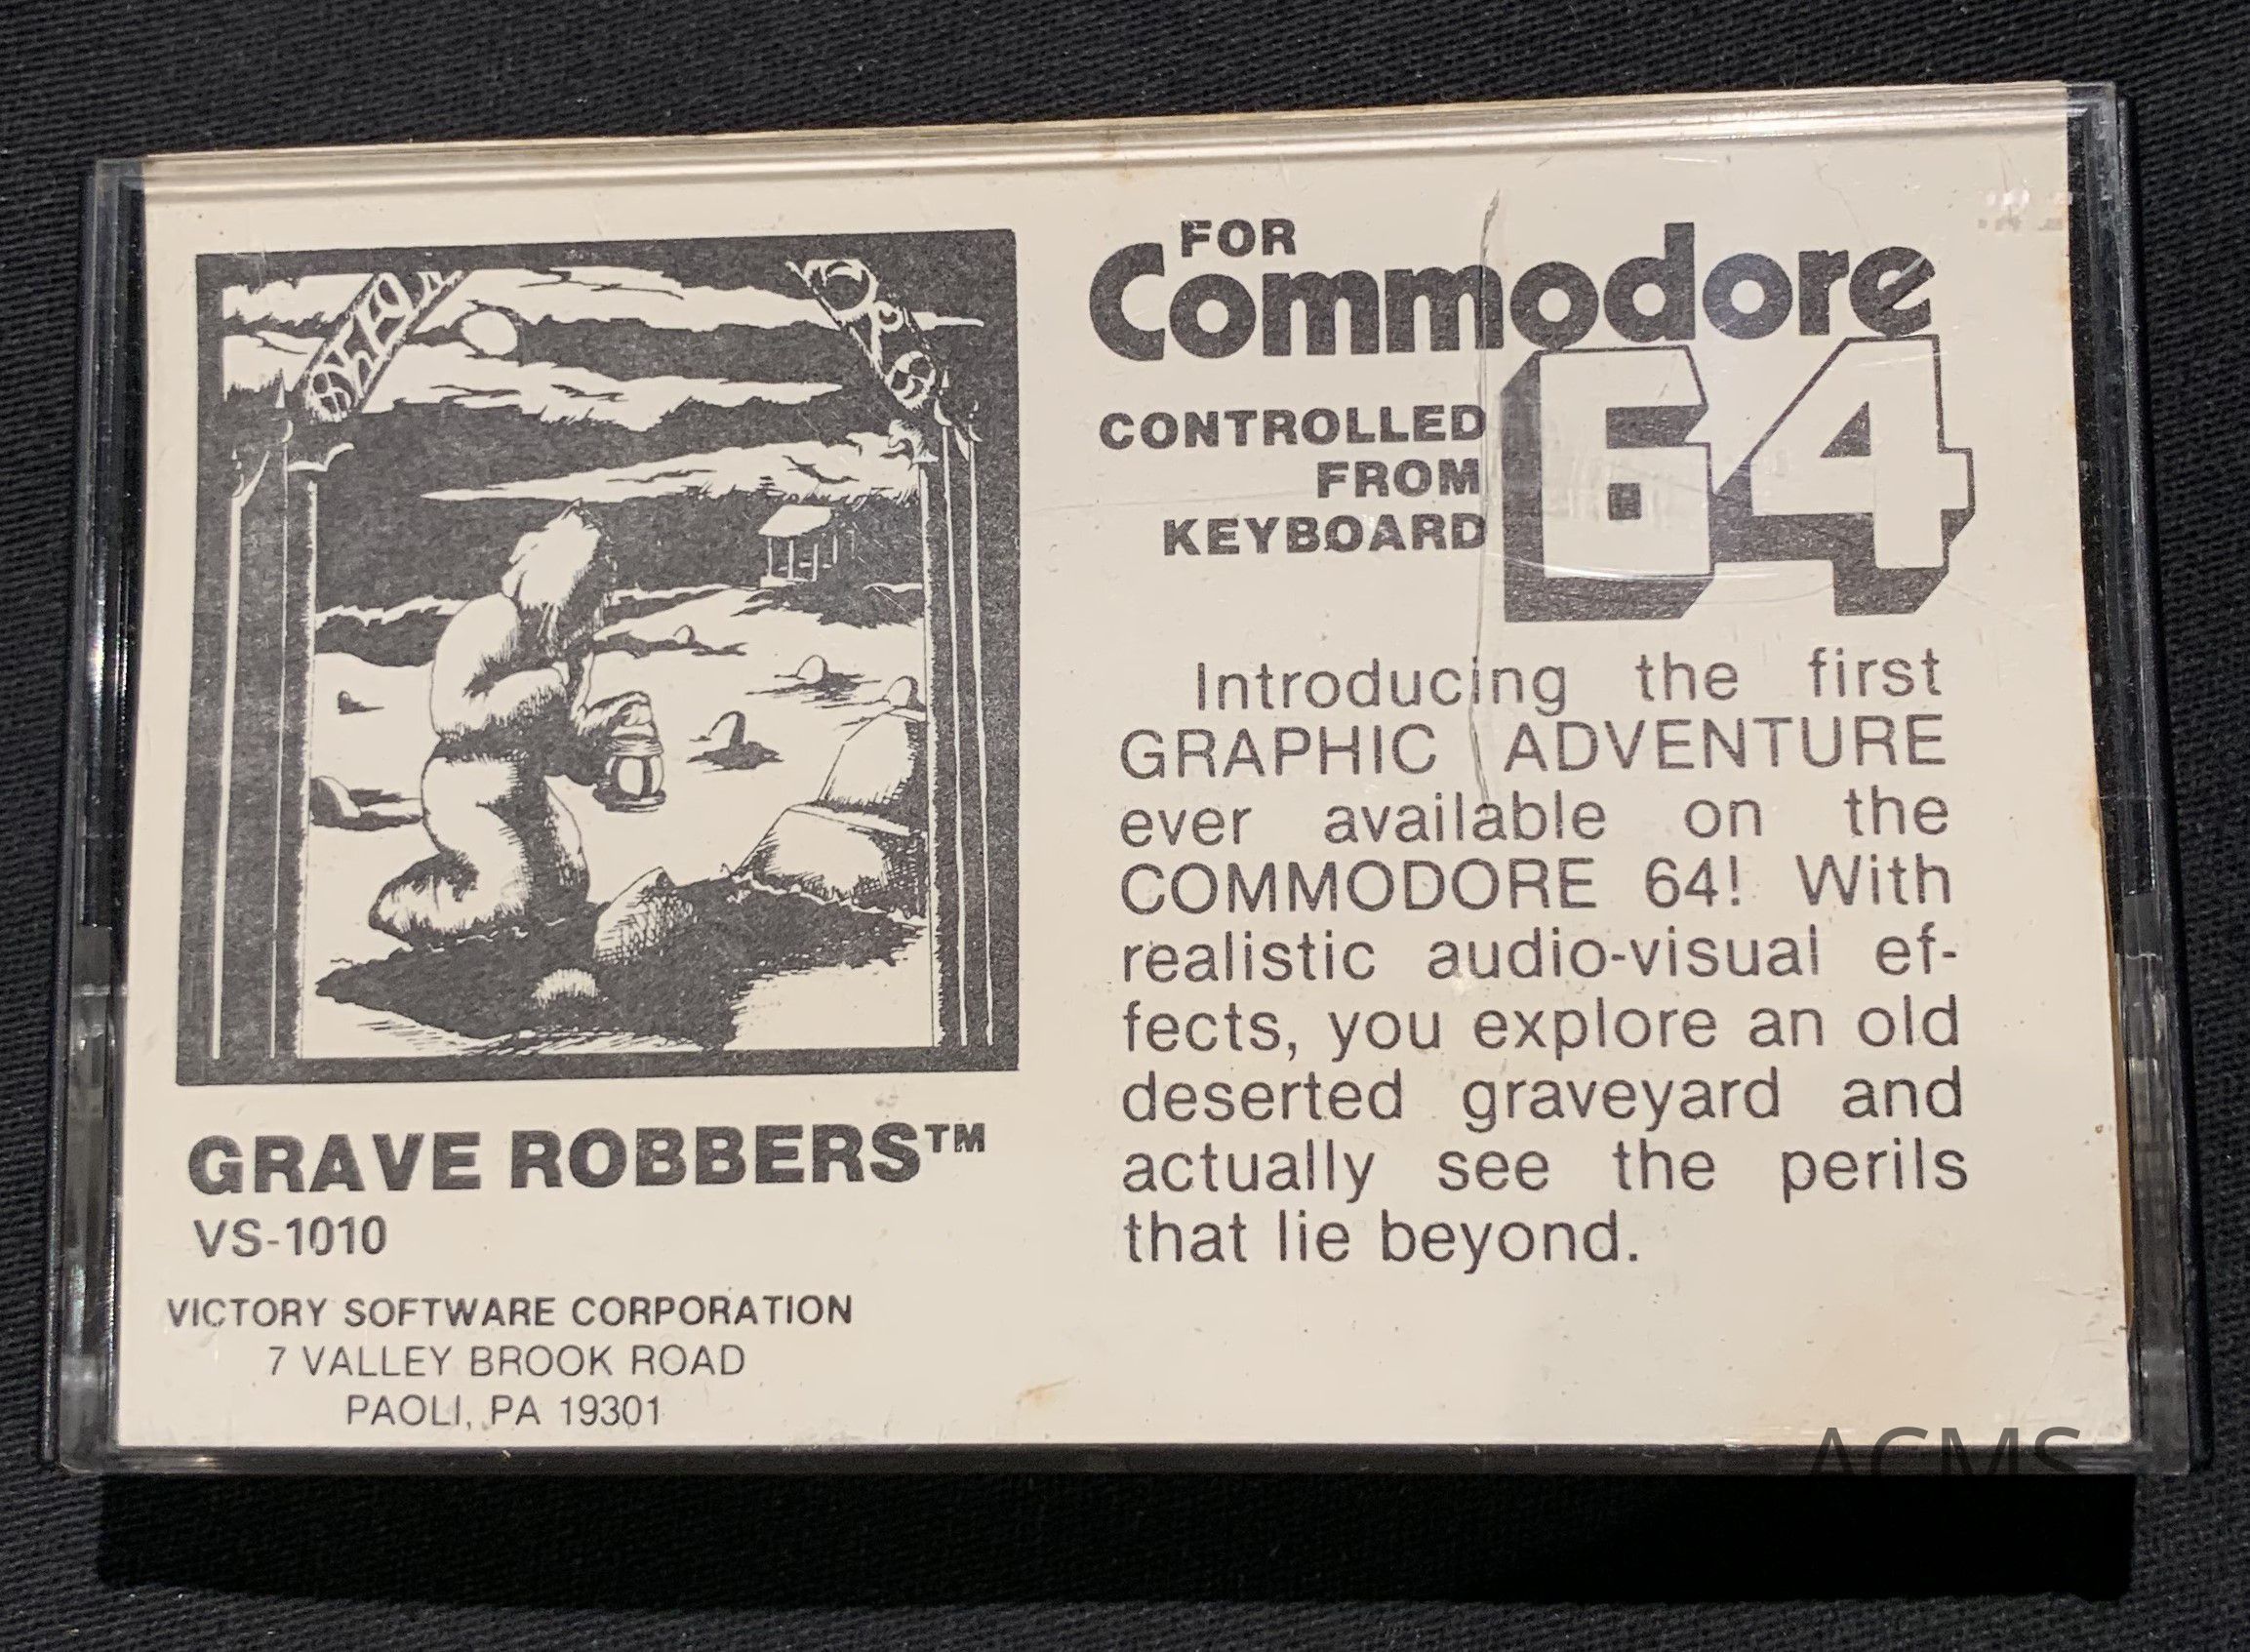 GRAVE ROBBERS™
VS-1010
VICTORY SOFTWARE CORPORATION
7 VALLEY BROOK ROAD
PAOLI, PA 19301
FOR
Commodore
64
CONTROLLED
FROM
KEYBOARD
Introducing the first
GRAPHIC ADVENTURE
ever available on the
COMMODORE 64! With
realistic audio-visual ef-
fects, you explore an old
deserted graveyard and
actually see the perils
that lie beyond.
ACMS